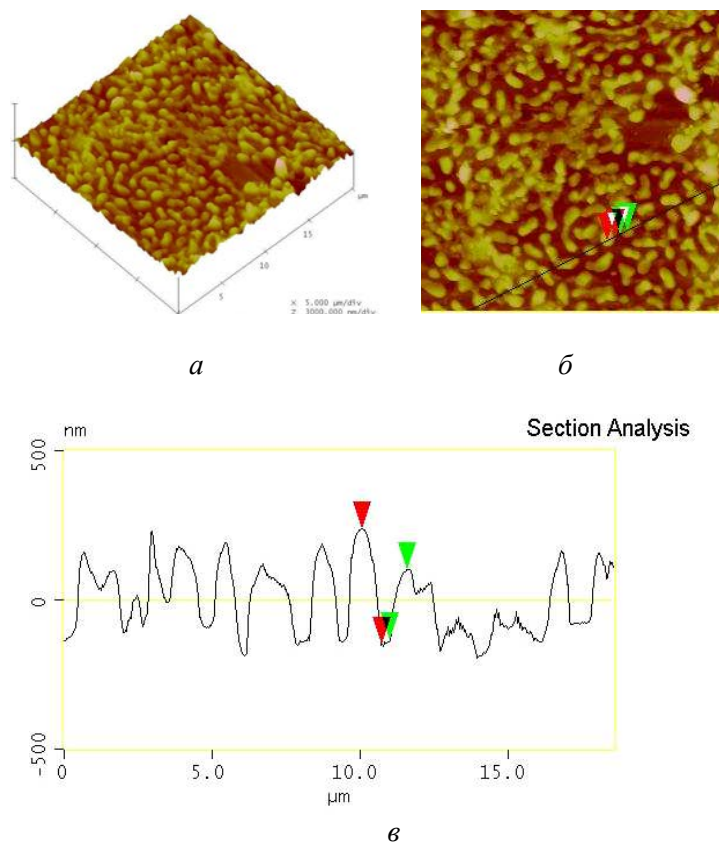 μm
15
10
5
X 5.000 μm/div
Z 3000.000 nm/div
а
б
nm
Section Analysis
500
0
-500
0
5.0
10.0
15.0
μm
в